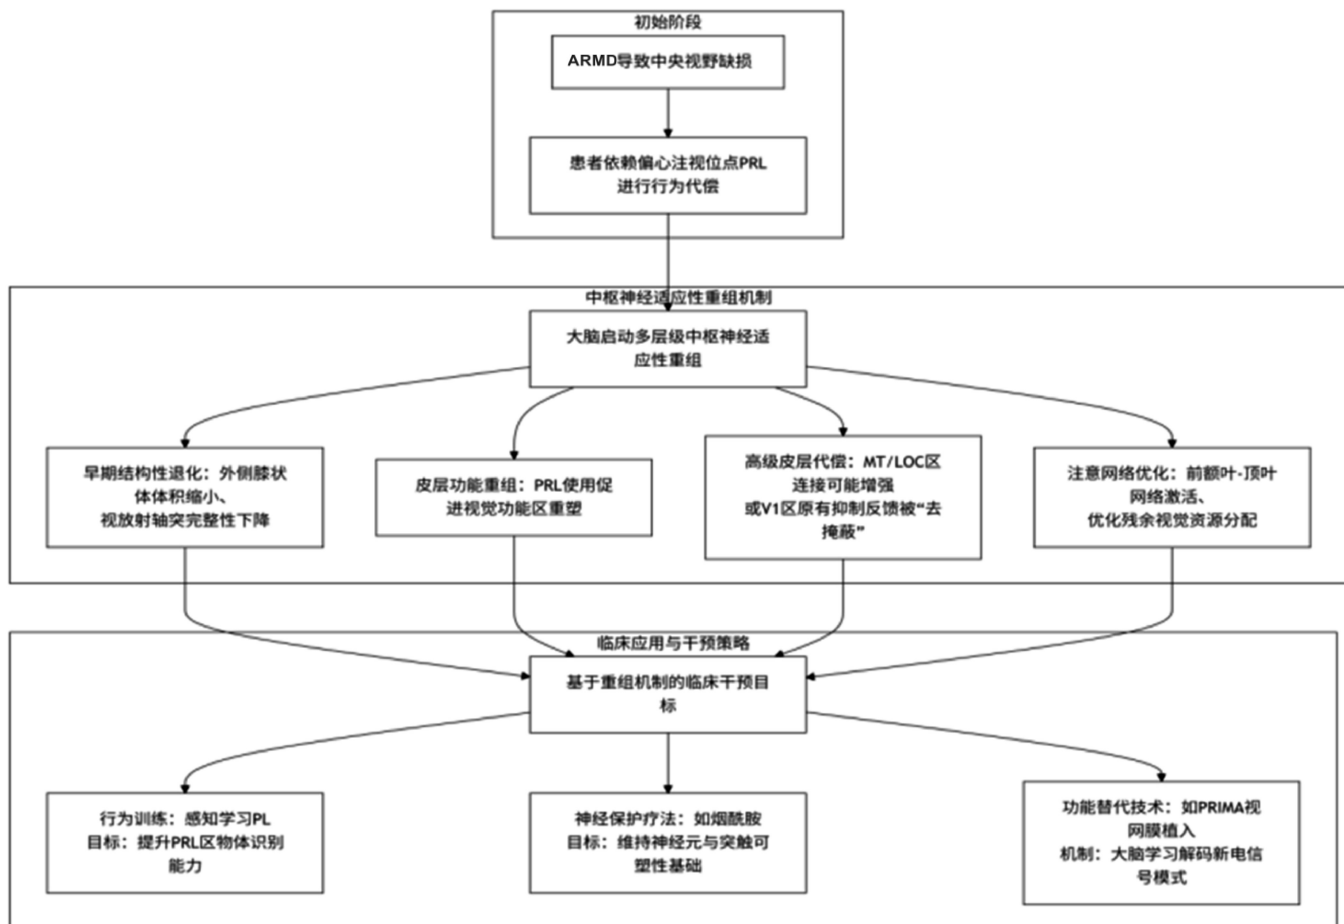 初始阶段
ARMD导致中央视野缺损
患者依赖偏心注视位点PRL
进行行为代偿
中枢神经适应性重组机制
大脑启动多层级中枢神经适
应性重组
早期结构性退化：外侧膝状
体体积缩小、
视放射轴突完整性下降
皮层功能重组：PRL使用促
进视觉功能区重塑
高级皮层代偿：MT/LOC区
连接可能增强
或V1区原有抑制反馈被“去
掩蔽”
注意网络优化：前额叶-顶叶
网络激活、
优化残余视觉资源分配
临床应用与干预策略
基于重组机制的临床干预目
标
行为训练：感知学习PL
目标：提升PRL区物体识别
能力
神经保护疗法：如烟酰胺
目标：维持神经元与突触可
塑性基础
功能替代技术：如PRIMA视
网膜植入
机制：大脑学习解码新电信
号模式